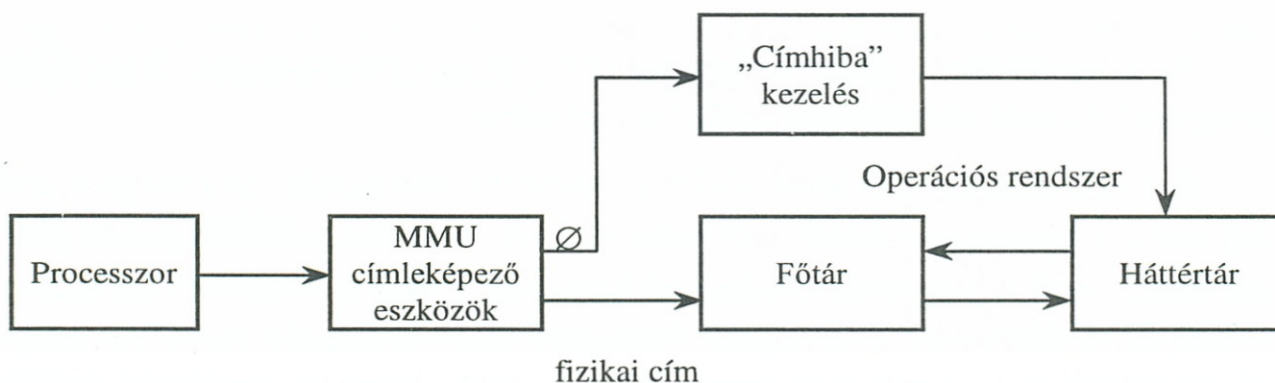 „Címhiba”
kezelés
Operációs rendszer
Processzor
MMU
címleképező
eszközök
∅
Főtár
Háttértár
fizikai cím